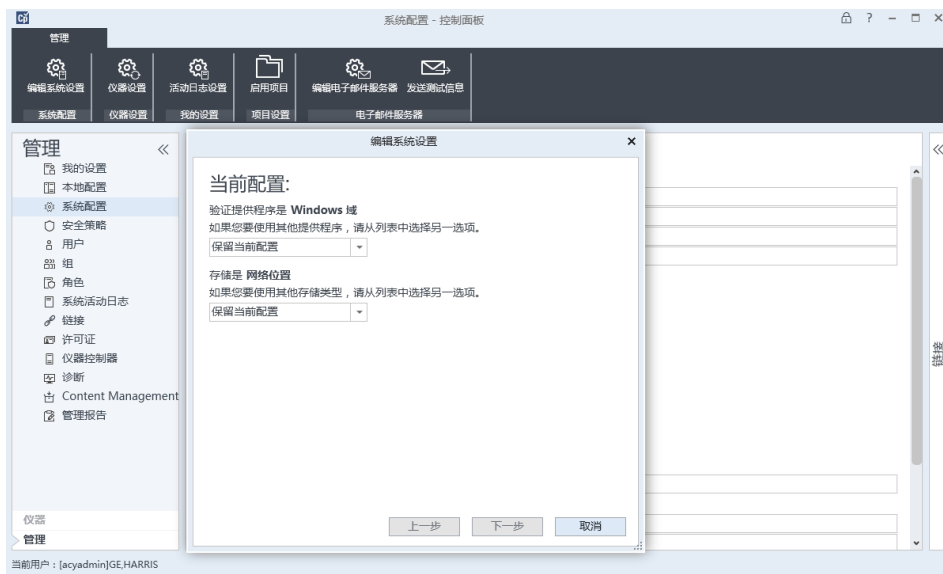 系统配置 - 控制面板
管理
编辑系统设置
仪器设置
活动日志设置
启用项目
编辑电子邮件服务器
发送测试信息
系统配置
仪器设置
我的设置
项目设置
电子邮件服务器
管理
我的设置
本地配置
系统配置
安全策略
用户
组
角色
系统活动日志
链接
许可证
仪器控制器
诊断
Content Management
管理报告
仪器
管理
编辑系统设置
当前配置:
验证提供程序是 Windows 域
如果您要使用其他提供程序，请从列表中选择另一选项。
保留当前配置
存储是 网络位置
如果您要使用其他存储类型，请从列表中选择另一选项。
保留当前配置
上一步
下一步
取消
链接
当前用户：[acyadmin]GE,HARRIS